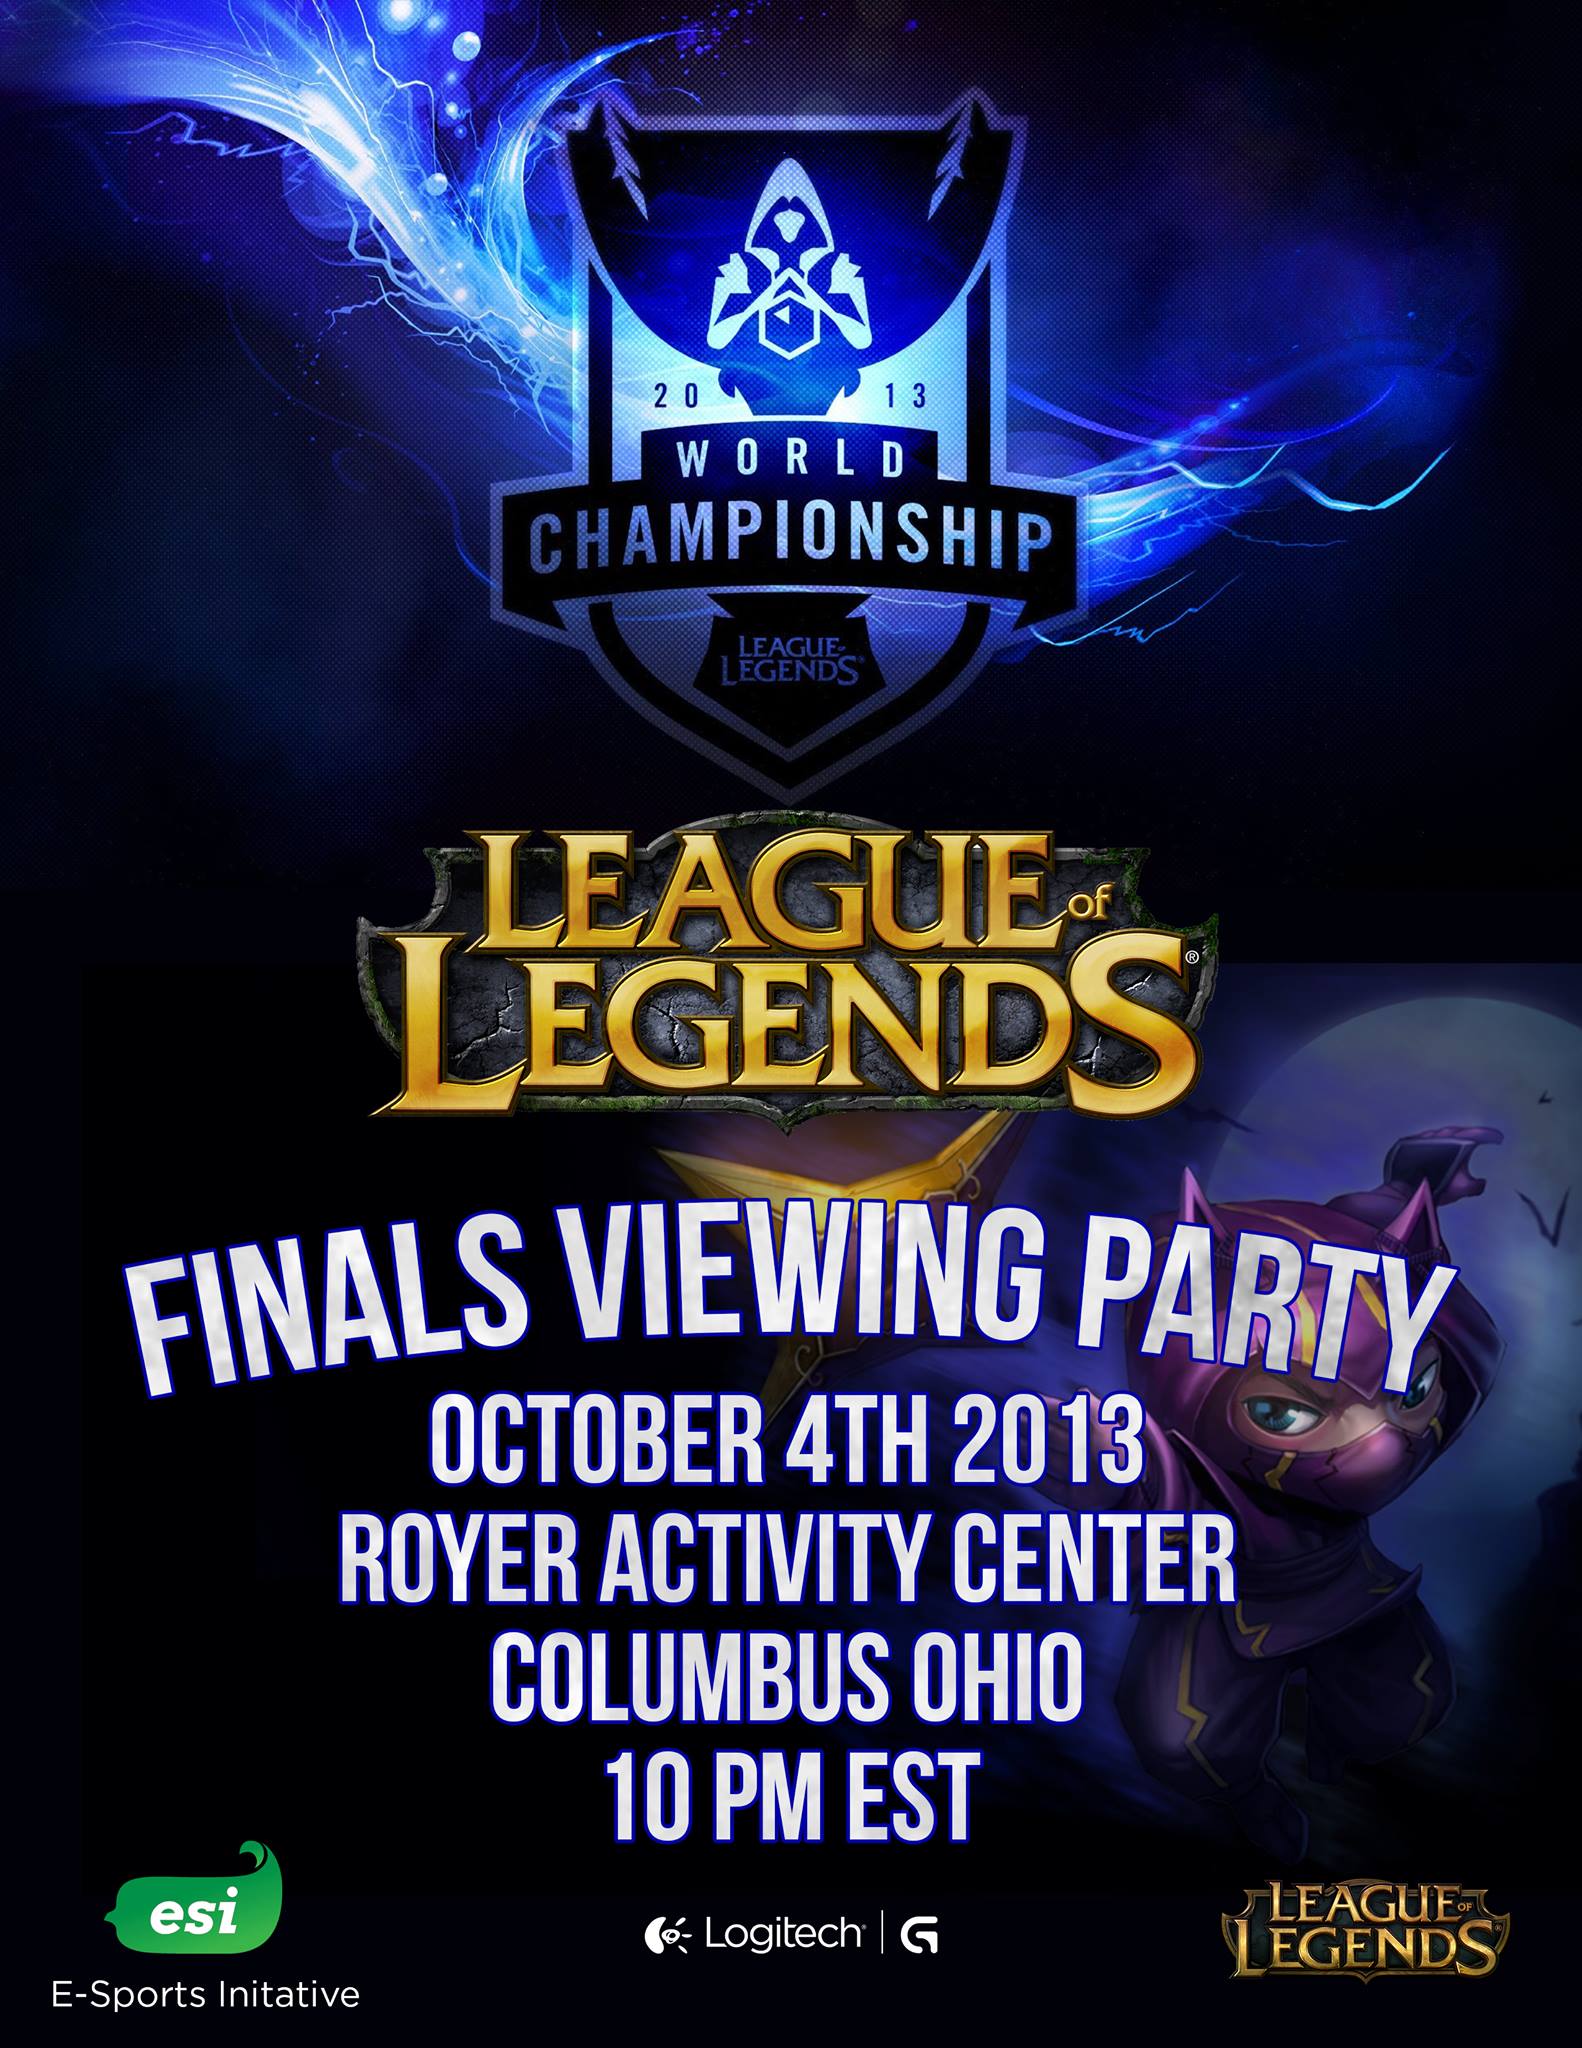 20 13
WORLD
CHAMPIONSHIP
LEAGUE OF
LEGENDS®
LEAGUE of
LEGENDS®
FINALS VIEWING PARTY
OCTOBER 4TH 2013
ROYER ACTIVITY CENTER
COLUMBUS OHIO
10 PM EST
esi
E-Sports Initative
Logitech | G
LEAGUE OF
LEGENDS®